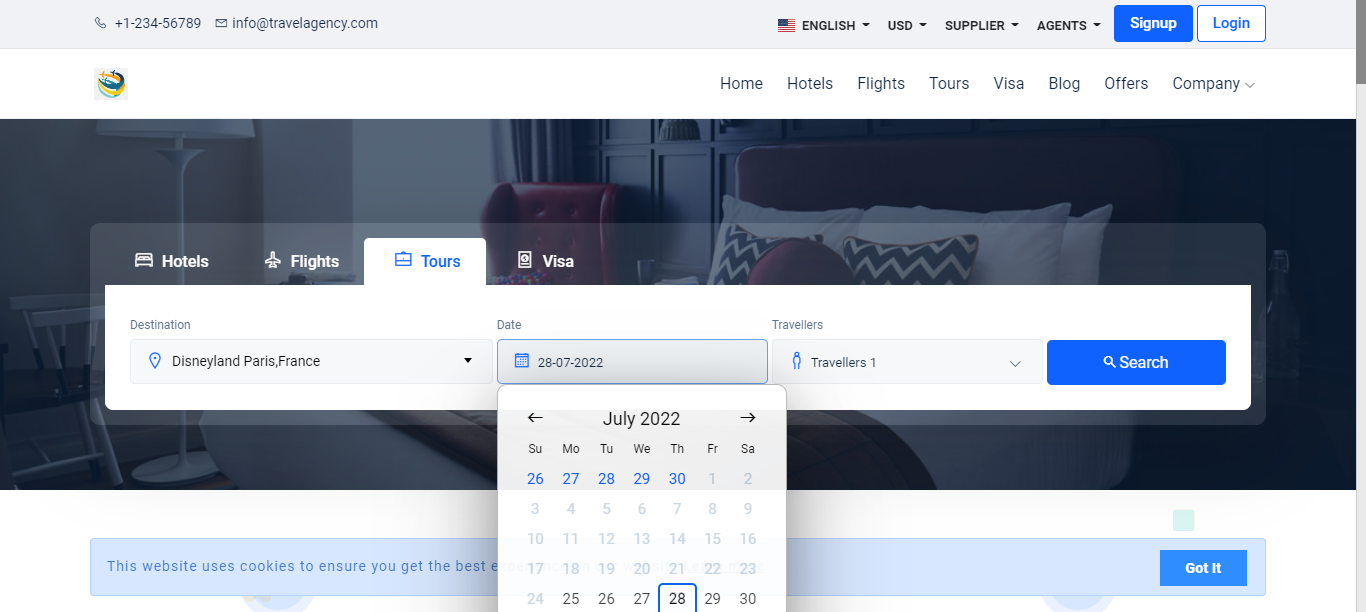 +1-234-56789 info@travelagency.com ENGLISH USD SUPPLIER AGENTS Signup Login
Home Hotels Flights Tours Visa Blog Offers Company
Hotels Flights Tours Visa
Destination Date Travellers
Disneyland Paris,France 28-07-2022 Travellers 1 Search
July 2022
Su Mo Tu We Th Fr Sa
26 27 28 29 30 1 2
3 4 5 6 7 8 9
10 11 12 13 14 15 16
This website uses cookies to ensure you get the best Got It
17 18 19 20 21 22 23
24 25 26 27 28 29 30